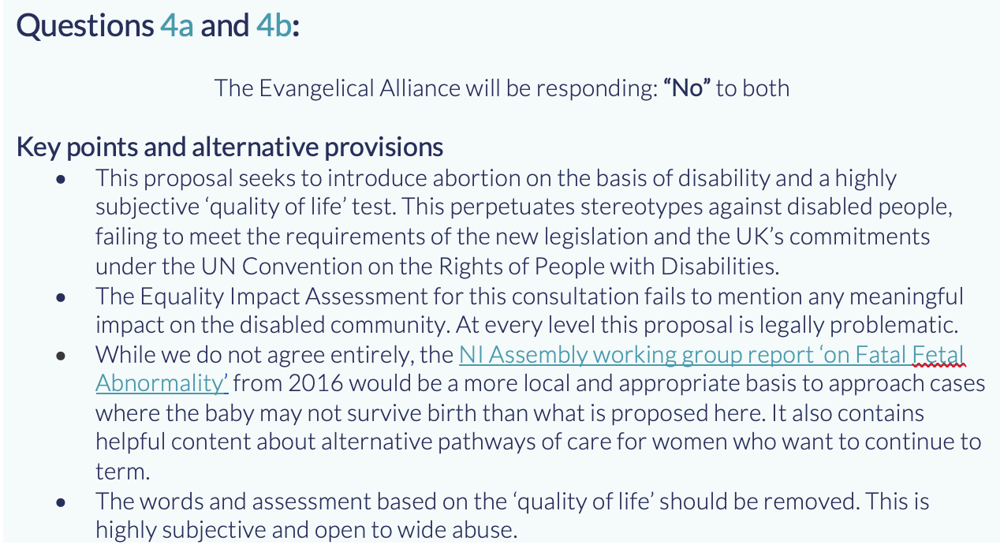 Questions 4a and 4b:
The Evangelical Alliance will be responding: “No” to both
Key points and alternative provisions
• This proposal seeks to introduce abortion on the basis of disability and a highly
subjective ‘quality of life’ test. This perpetuates stereotypes against disabled people,
failing to meet the requirements of the new legislation and the UK’s commitments
under the UN Convention on the Rights of People with Disabilities.
• The Equality Impact Assessment for this consultation fails to mention any meaningful
impact on the disabled community. At every level this proposal is legally problematic.
• While we do not agree entirely, the NI Assembly working group report ‘on Fatal Fetal
Abnormality’ from 2016 would be a more local and appropriate basis to approach cases
where the baby may not survive birth than what is proposed here. It also contains
helpful content about alternative pathways of care for women who want to continue to
term.
• The words and assessment based on the ‘quality of life’ should be removed. This is
highly subjective and open to wide abuse.